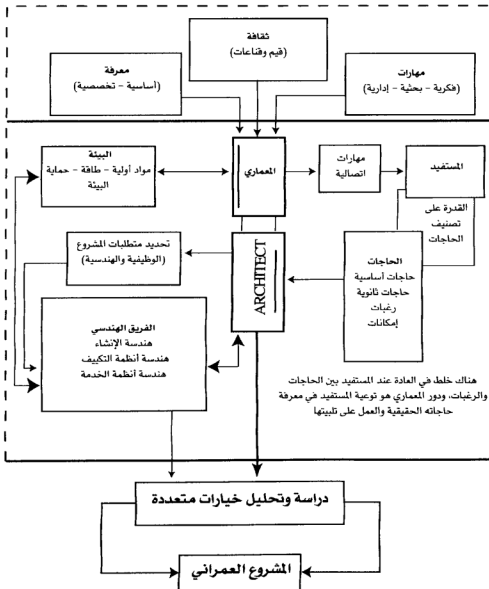 ثقافة
(قيم وقناعات)
مهارات
(فكرية - بحثية - إدارية)
معرفة
(أساسية - تخصصية)
المستفيد
مهارات
اتصالية
المعماري
البيئة
مواد أولية - طاقة - حماية
البيئة
القدرة على
تصنيف
الحاجات
الحاجات
حاجات أساسية
حاجات ثانوية
رغبات
إمكانات
ARCHITECT
تحديد متطلبات المشروع
(الوظيفية والهندسية)
الفريق الهندسي
هندسة الإنشاء
هندسة أنظمة التكييف
هندسة أنظمة الخدمة
هناك خلط في العادة عند المستفيد بين الحاجات
والرغبات، ودور المعماري هو توعية المستفيد في معرفة
حاجاته الحقيقية والعمل على تلبيتها
دراسة وتحليل خيارات متعددة
المشروع العمراني